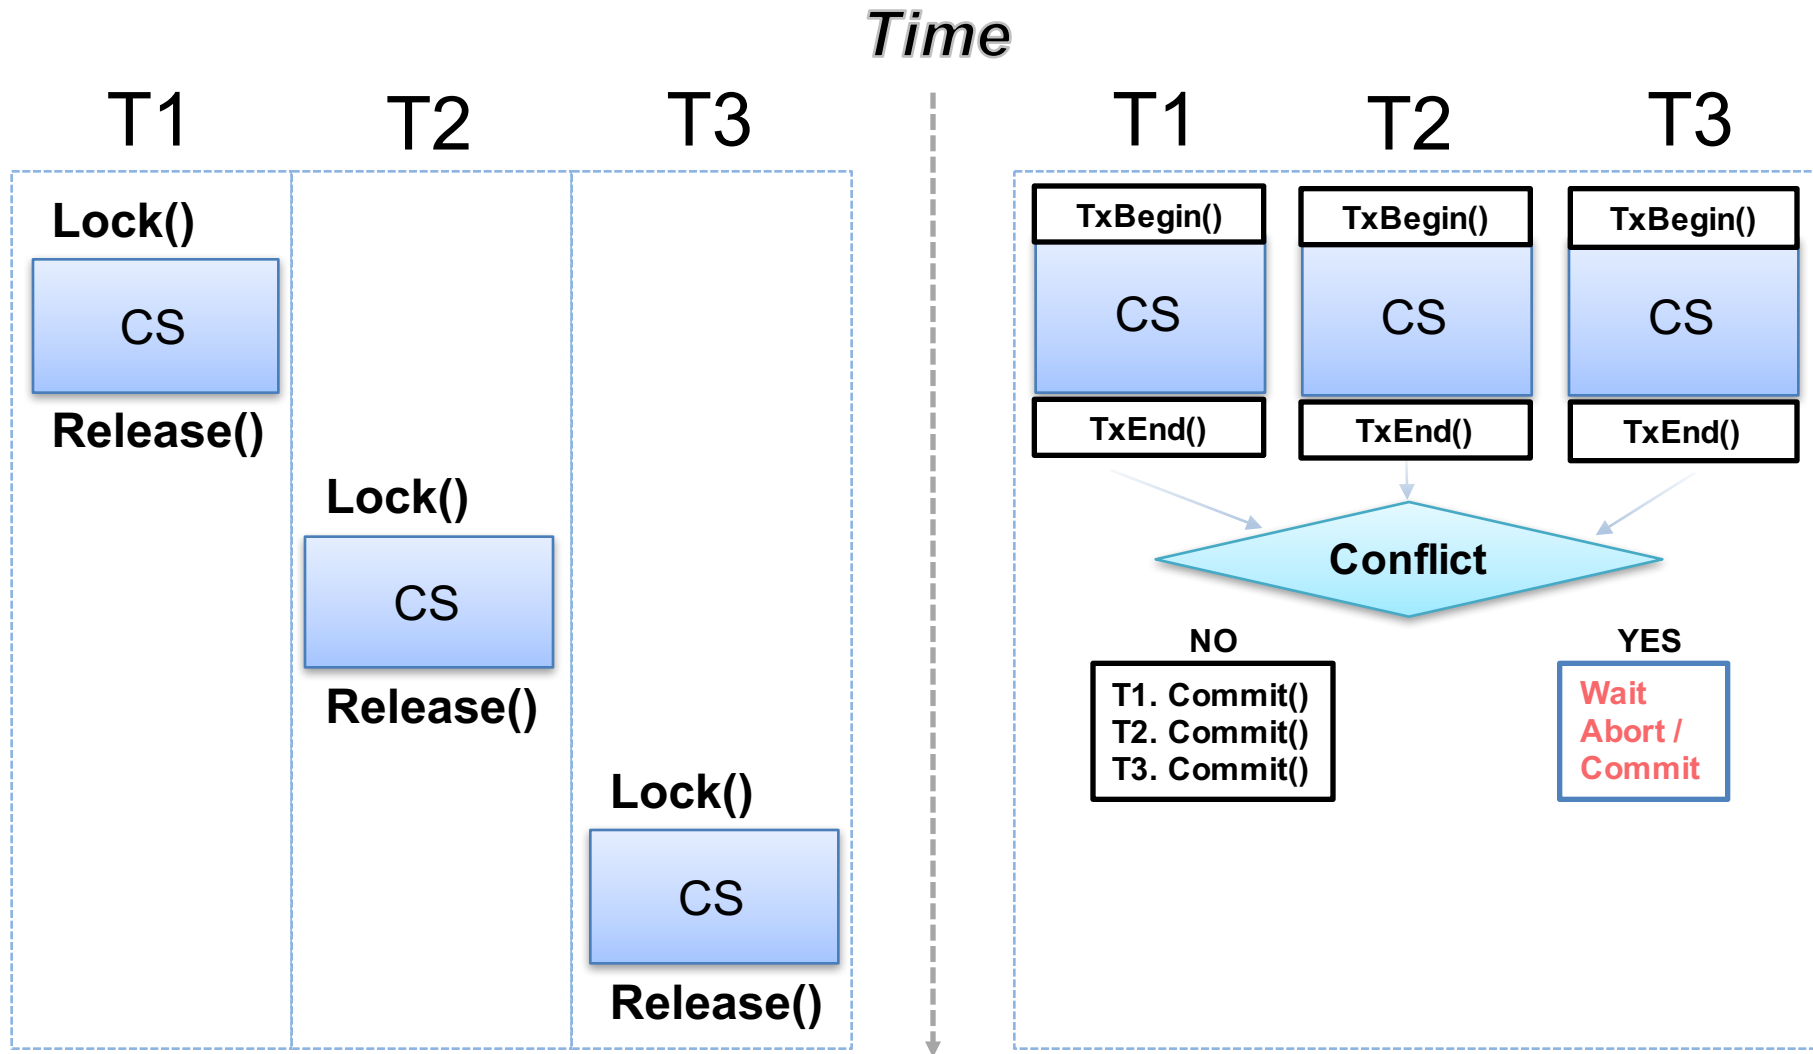 Time
T1
T2
T3
Lock()
CS
Release()
Lock()
CS
Release()
Lock()
CS
Release()
T1
T2
T3
TxBegin()
TxBegin()
TxBegin()
CS
CS
CS
TxEnd()
TxEnd()
TxEnd()
Conflict
NO
T1. Commit()
T2. Commit()
T3. Commit()
YES
Wait
Abort /
Commit